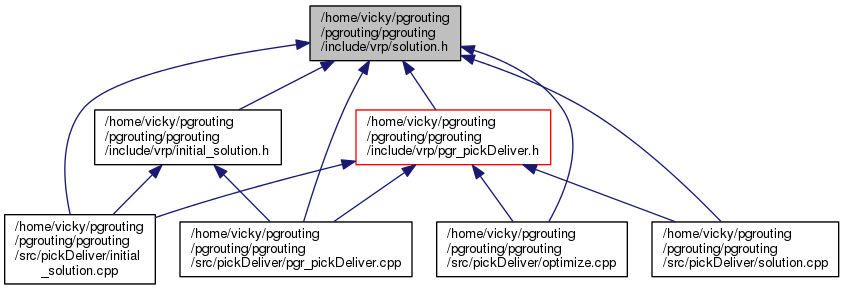 /home/vicky/pgrouting
/pgrouting/pgrouting
/include/vrp/solution.h
/home/vicky/pgrouting
/pgrouting/pgrouting
/include/vrp/initial_solution.h
/home/vicky/pgrouting
/pgrouting/pgrouting
/include/vrp/pgr_pickDeliver.h
/home/vicky/pgrouting
/pgrouting/pgrouting
/src/pickDeliver/initial
_solution.cpp
/home/vicky/pgrouting
/pgrouting/pgrouting
/src/pickDeliver/pgr_pickDeliver.cpp
/home/vicky/pgrouting
/pgrouting/pgrouting
/src/pickDeliver/optimize.cpp
/home/vicky/pgrouting
/pgrouting/pgrouting
/src/pickDeliver/solution.cpp